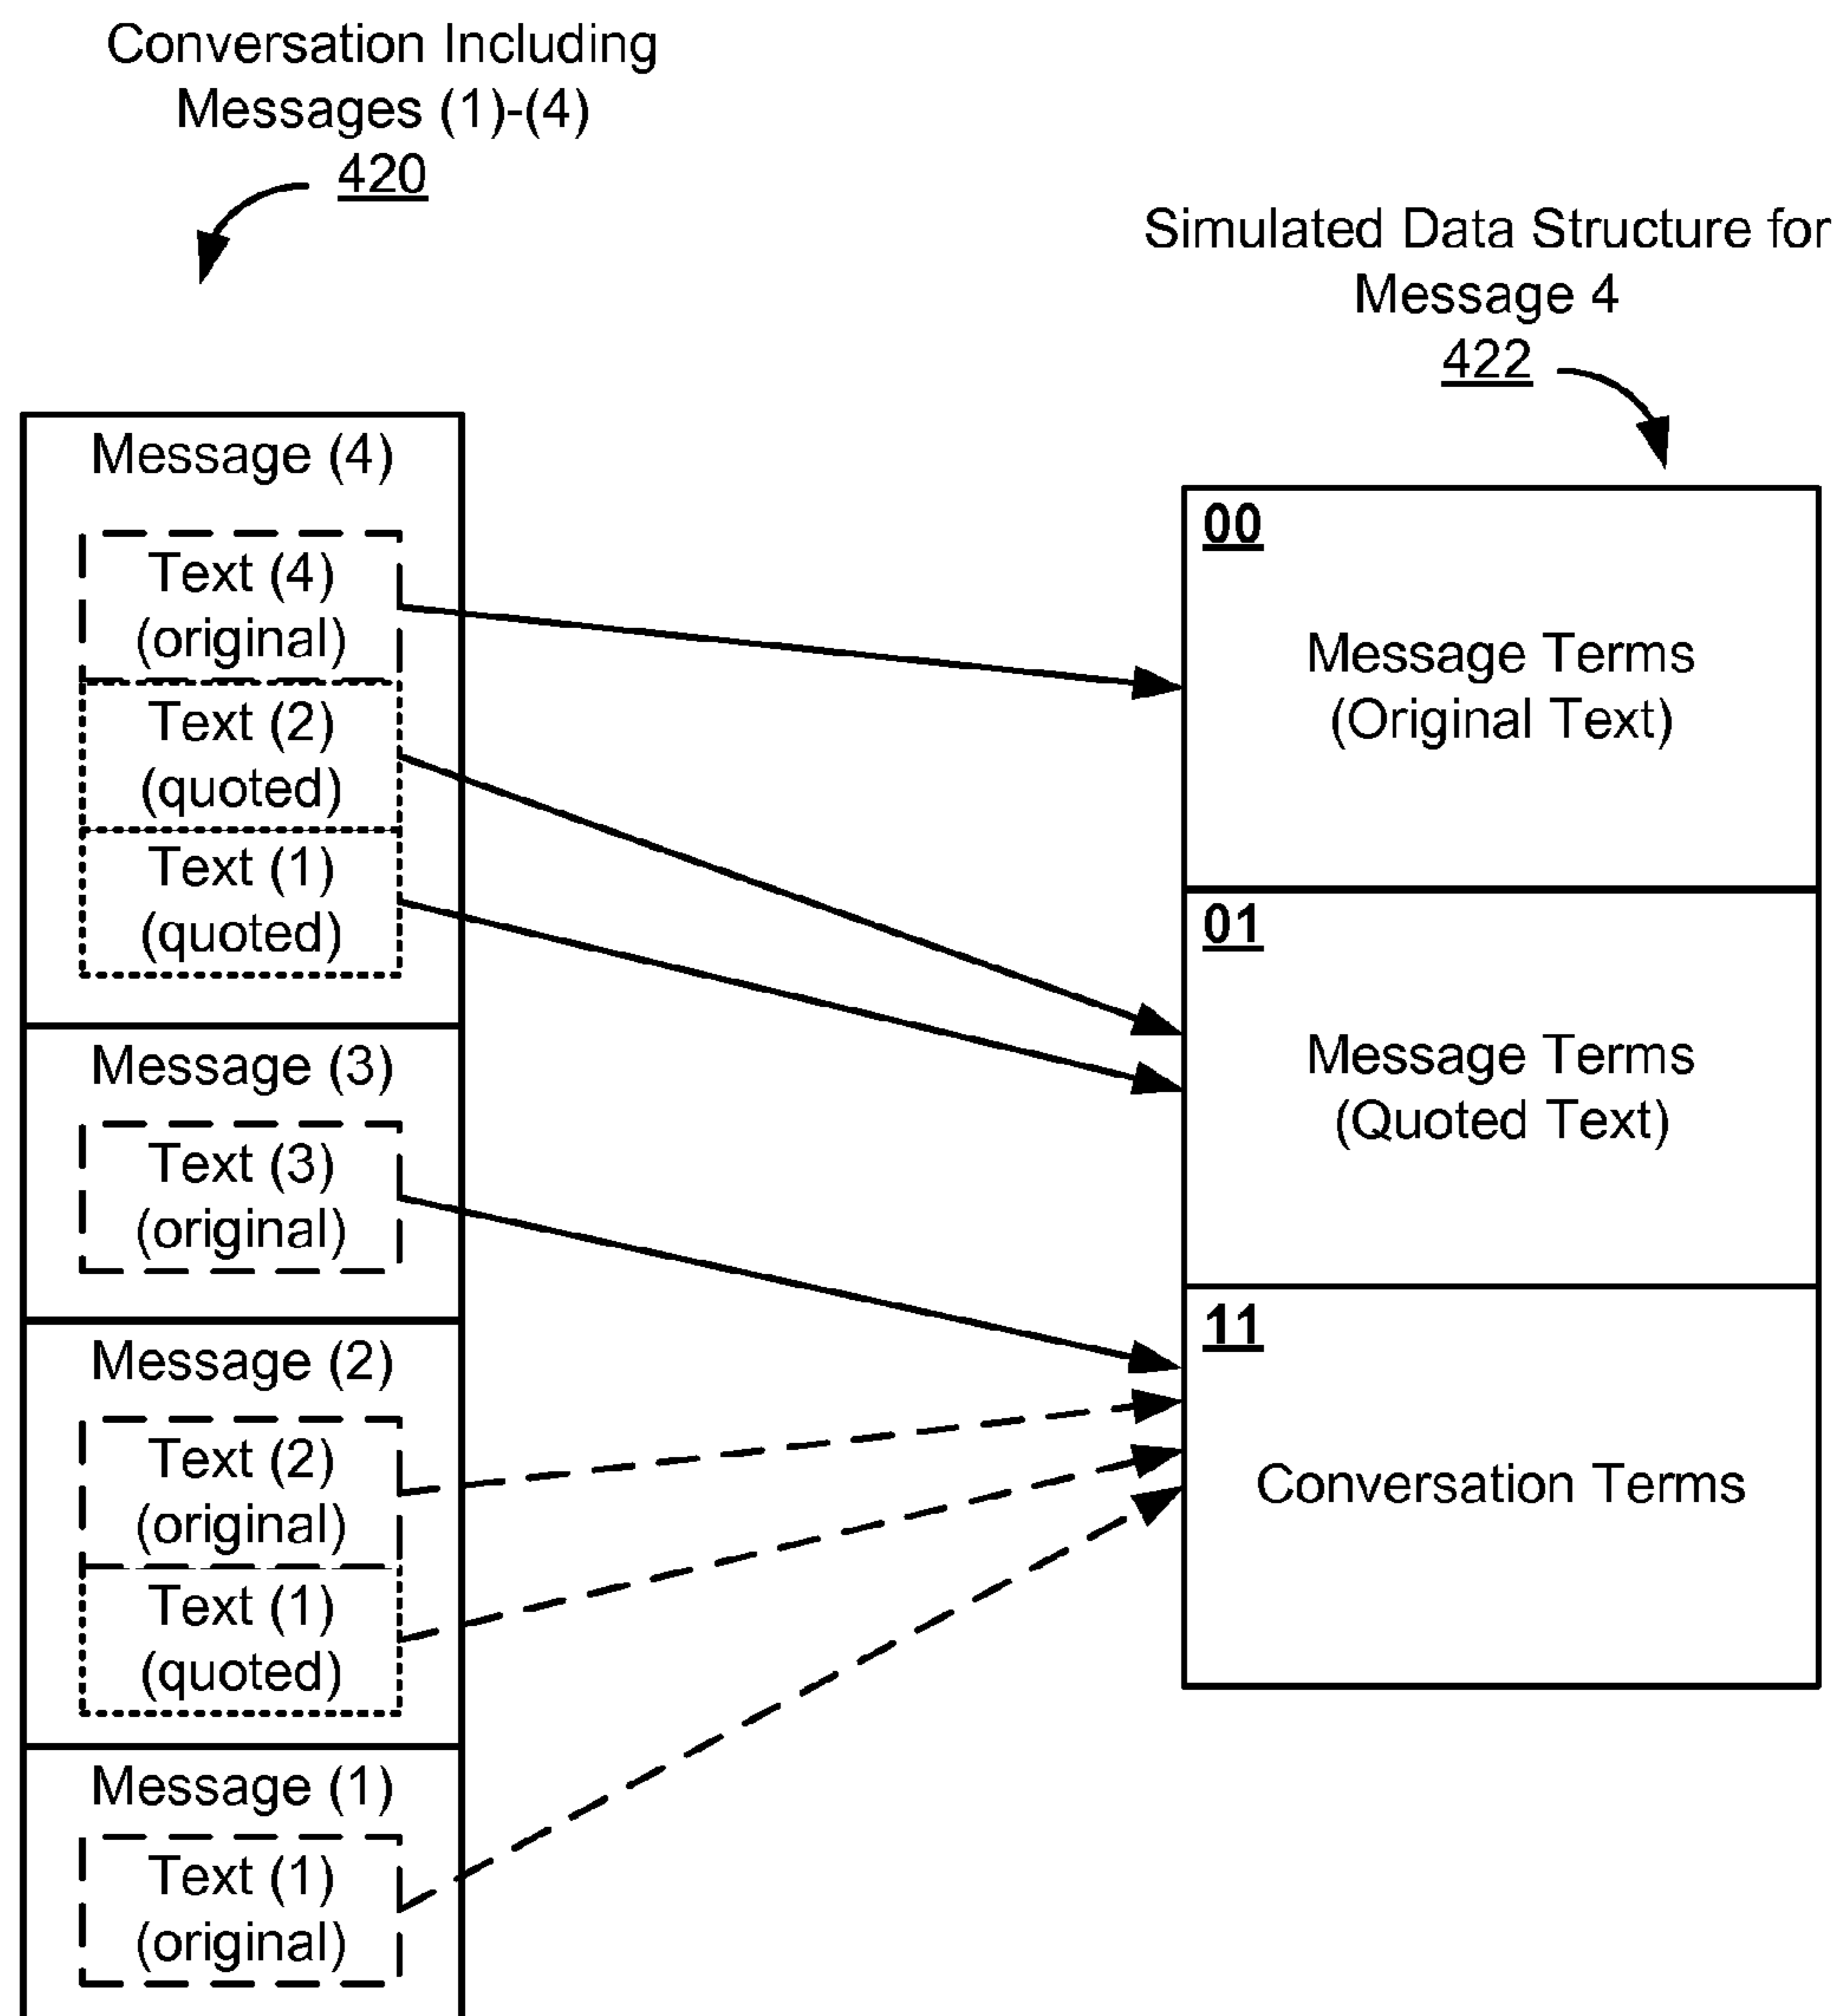 Conversation Including
Messages (1)-(4)
420
Simulated Data Structure for
Message 4
422
Message (4)
Text (4)
(original)
Text (2)
(quoted)
Text (1)
(quoted)
Message (3)
Text (3)
(original)
Message (2)
Text (2)
(original)
Text (1)
(quoted)
Message (1)
Text (1)
(original)
00
Message Terms
(Original Text)
01
Message Terms
(Quoted Text)
11
Conversation Terms